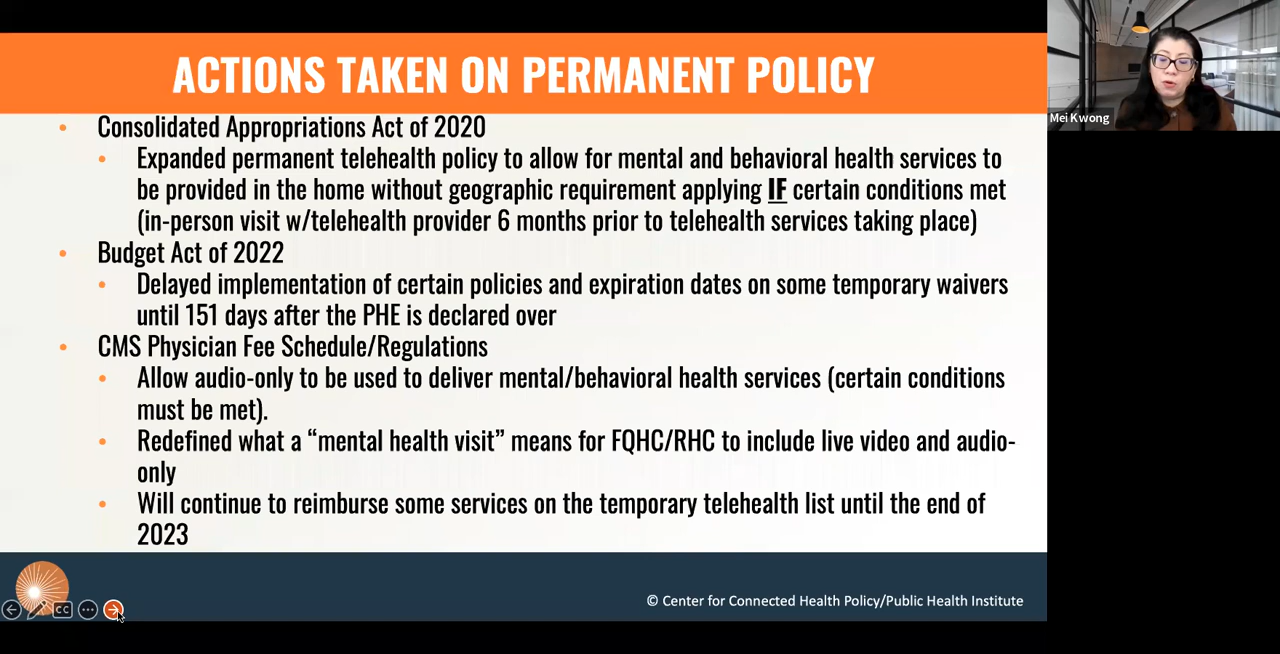 ACTIONS TAKEN ON PERMANENT POLICY
Mei Kwong
• Consolidated Appropriations Act of 2020
• Expanded permanent telehealth policy to allow for mental and behavioral health services to
be provided in the home without geographic requirement applying IF certain conditions met
(in-person visit w/telehealth provider 6 months prior to telehealth services taking place)
• Budget Act of 2022
• Delayed implementation of certain policies and expiration dates on some temporary waivers
until 151 days after the PHE is declared over
• CMS Physician Fee Schedule/Regulations
• Allow audio-only to be used to deliver mental/behavioral health services (certain conditions
must be met).
• Redefined what a “mental health visit” means for FQHC/RHC to include live video and audio-
only
• Will continue to reimburse some services on the temporary telehealth list until the end of
2023
CC
© Center for Connected Health Policy/Public Health Institute